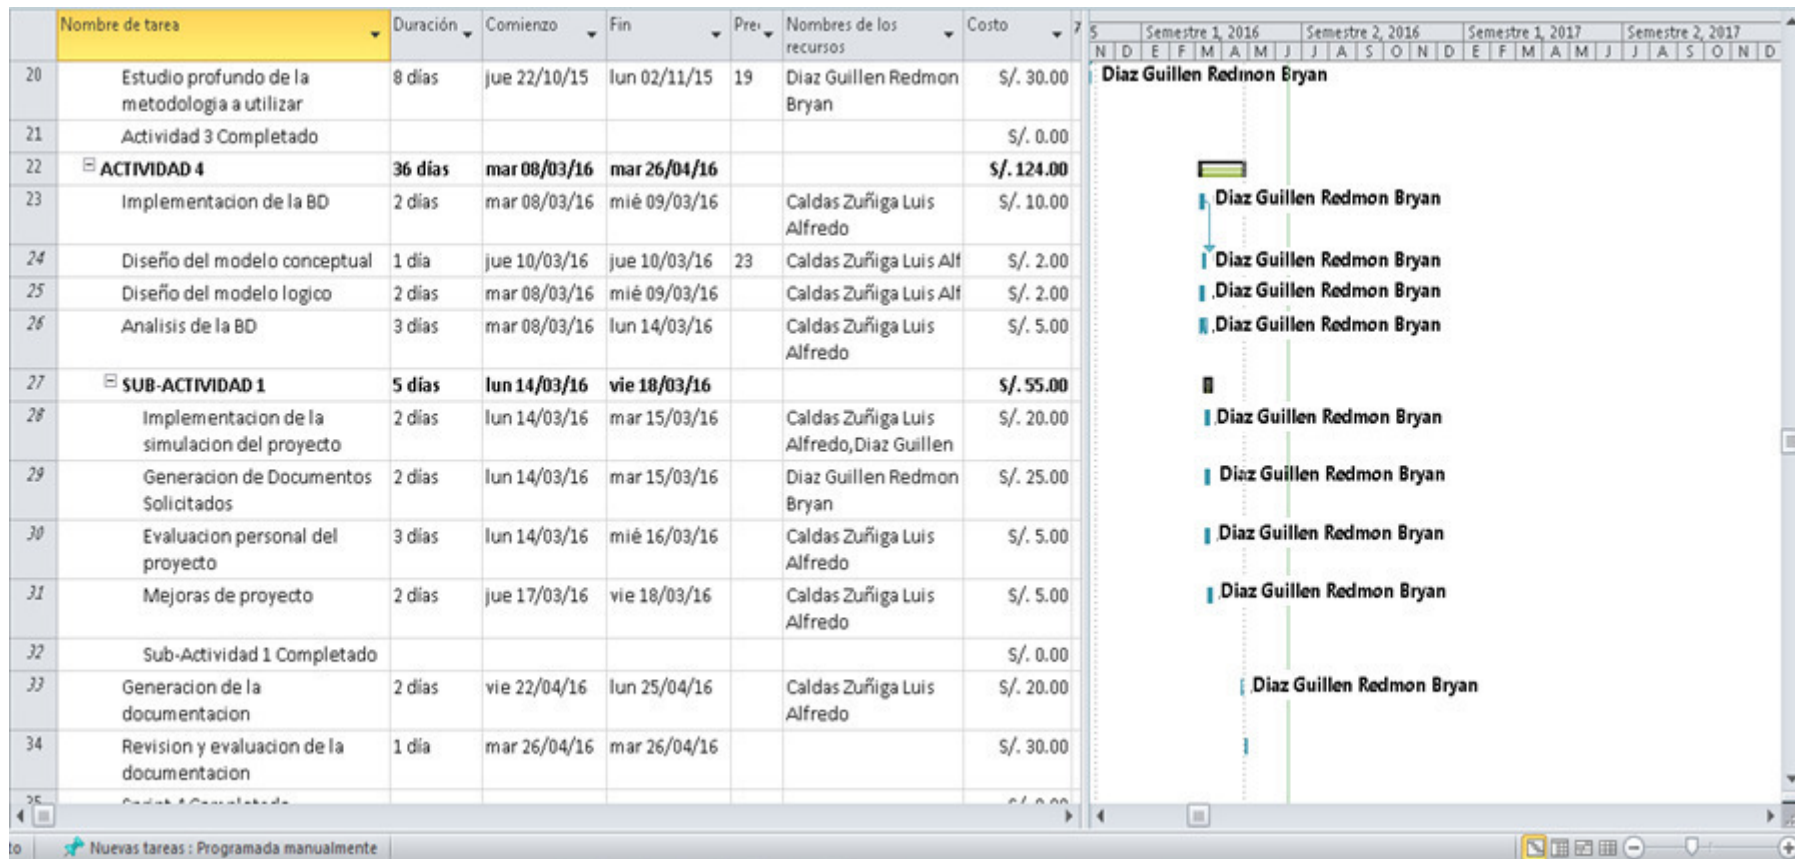 Nombre de tarea Duración Comienzo Fin Pre Nombres de los recursos Costo
5 Semestre 1, 2016 Semestre 2, 2016 Semestre 1, 2017 Semestre 2, 2017
N D E F M A M J J A S O N D E F M A M J J A S O N D
20 Estudio profundo de la metodologia a utilizar 8 días jue 22/10/15 lun 02/11/15 19 Diaz Guillen Redmon Bryan S/. 30.00 Diaz Guillen Redmon Bryan
21 Actividad 3 Completado S/. 0.00
22 ACTIVIDAD 4 36 días mar 08/03/16 mar 26/04/16 S/. 124.00
23 Implementacion de la BD 2 días mar 08/03/16 mié 09/03/16 Caldas Zuñiga Luis Alfredo S/. 10.00 Diaz Guillen Redmon Bryan
24 Diseño del modelo conceptual 1 día jue 10/03/16 jue 10/03/16 23 Caldas Zuñiga Luis Alf S/. 2.00 Diaz Guillen Redmon Bryan
25 Diseño del modelo logico 2 días mar 08/03/16 mié 09/03/16 Caldas Zuñiga Luis Alf S/. 2.00 ,Diaz Guillen Redmon Bryan
26 Analisis de la BD 3 días mar 08/03/16 lun 14/03/16 Caldas Zuñiga Luis Alfredo S/. 5.00 ,Diaz Guillen Redmon Bryan
27 SUB-ACTIVIDAD 1 5 días lun 14/03/16 vie 18/03/16 S/. 55.00
28 Implementacion de la simulacion del proyecto 2 días lun 14/03/16 mar 15/03/16 Caldas Zuñiga Luis Alfredo,Diaz Guillen S/. 20.00 ,Diaz Guillen Redmon Bryan
29 Generacion de Documentos Solicitados 2 días lun 14/03/16 mar 15/03/16 Diaz Guillen Redmon Bryan S/. 25.00 Diaz Guillen Redmon Bryan
30 Evaluacion personal del proyecto 3 días lun 14/03/16 mié 16/03/16 Caldas Zuñiga Luis Alfredo S/. 5.00 ,Diaz Guillen Redmon Bryan
31 Mejoras de proyecto 2 días jue 17/03/16 vie 18/03/16 Caldas Zuñiga Luis Alfredo S/. 5.00 ,Diaz Guillen Redmon Bryan
32 Sub-Actividad 1 Completado S/. 0.00
33 Generacion de la documentacion 2 días vie 22/04/16 lun 25/04/16 Caldas Zuñiga Luis Alfredo S/. 20.00 ,Diaz Guillen Redmon Bryan
34 Revision y evaluacion de la documentacion 1 día mar 26/04/16 mar 26/04/16 S/. 30.00
Nuevas tareas : Programada manualmente